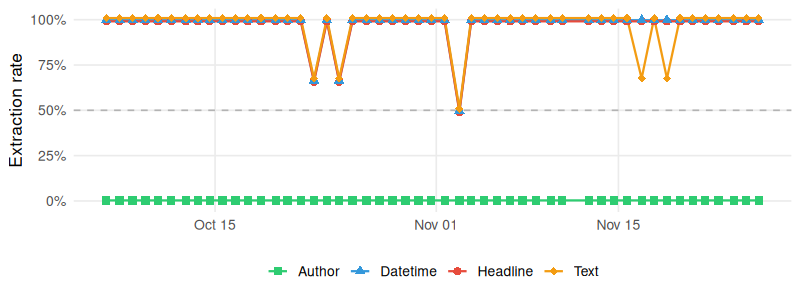 Extraction rate
100%
75%
50%
25%
0%
Oct 15 Nov 01 Nov 15
Author Datetime Headline Text